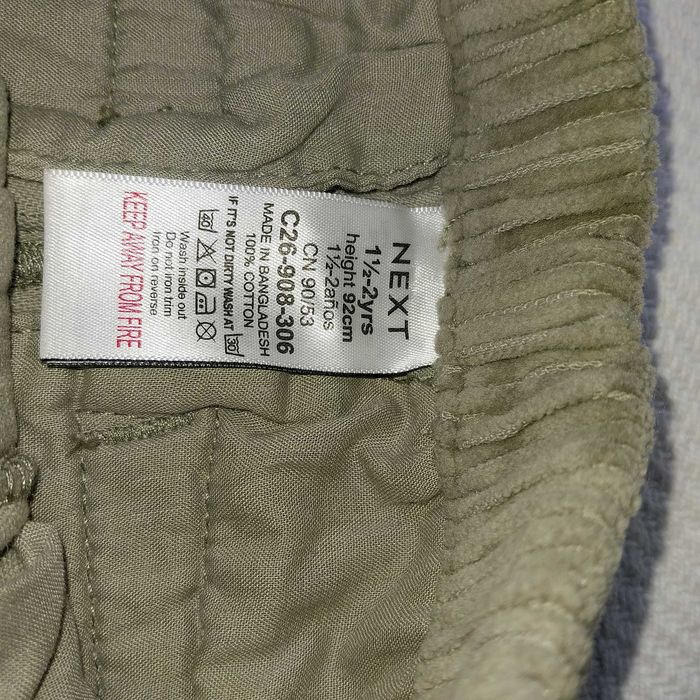 NEXT
1½-2yrs
height 92cm
1½-2años
CN 90/53
C26-908-306
MADE IN BANGLADESH
100% COTTON
IF IT'S NOT DIRTY WASH AT 30
40
Wash inside out
Do not iron trim
Iron on reverse
KEEP AWAY FROM FIRE